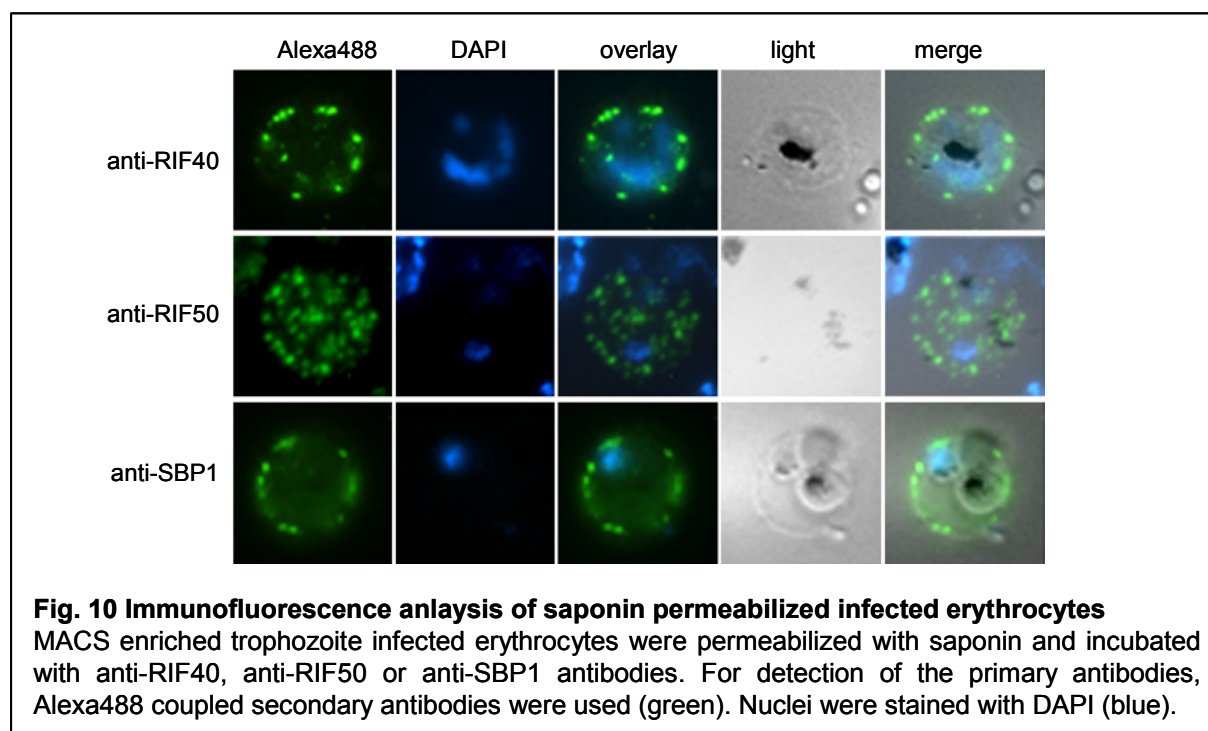 Alexa488 DAPI overlay light merge
anti-RIF40
anti-RIF50
anti-SBP1
Fig. 10 Immunofluorescence anlaysis of saponin permeabilized infected erythrocytes
MACS enriched trophozoite infected erythrocytes were permeabilized with saponin and incubated
with anti-RIF40, anti-RIF50 or anti-SBP1 antibodies. For detection of the primary antibodies,
Alexa488 coupled secondary antibodies were used (green). Nuclei were stained with DAPI (blue).